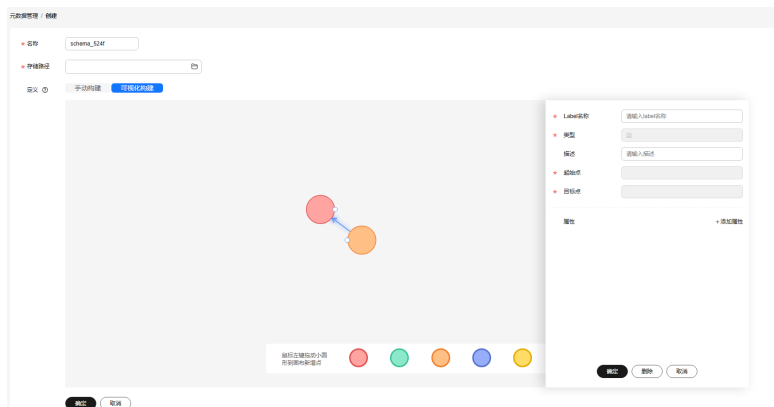 元数据管理 / 创建
* 名称 schema_524f
* 存储路径
定义 手动构建 可视化构建
* Label名称 请输入label名称
* 类型 边
描述 请输入描述
* 起始点
* 目标点
属性 + 添加属性
鼠标左键拖动小圆
形到画布新增点
确定 删除 取消
确定 取消